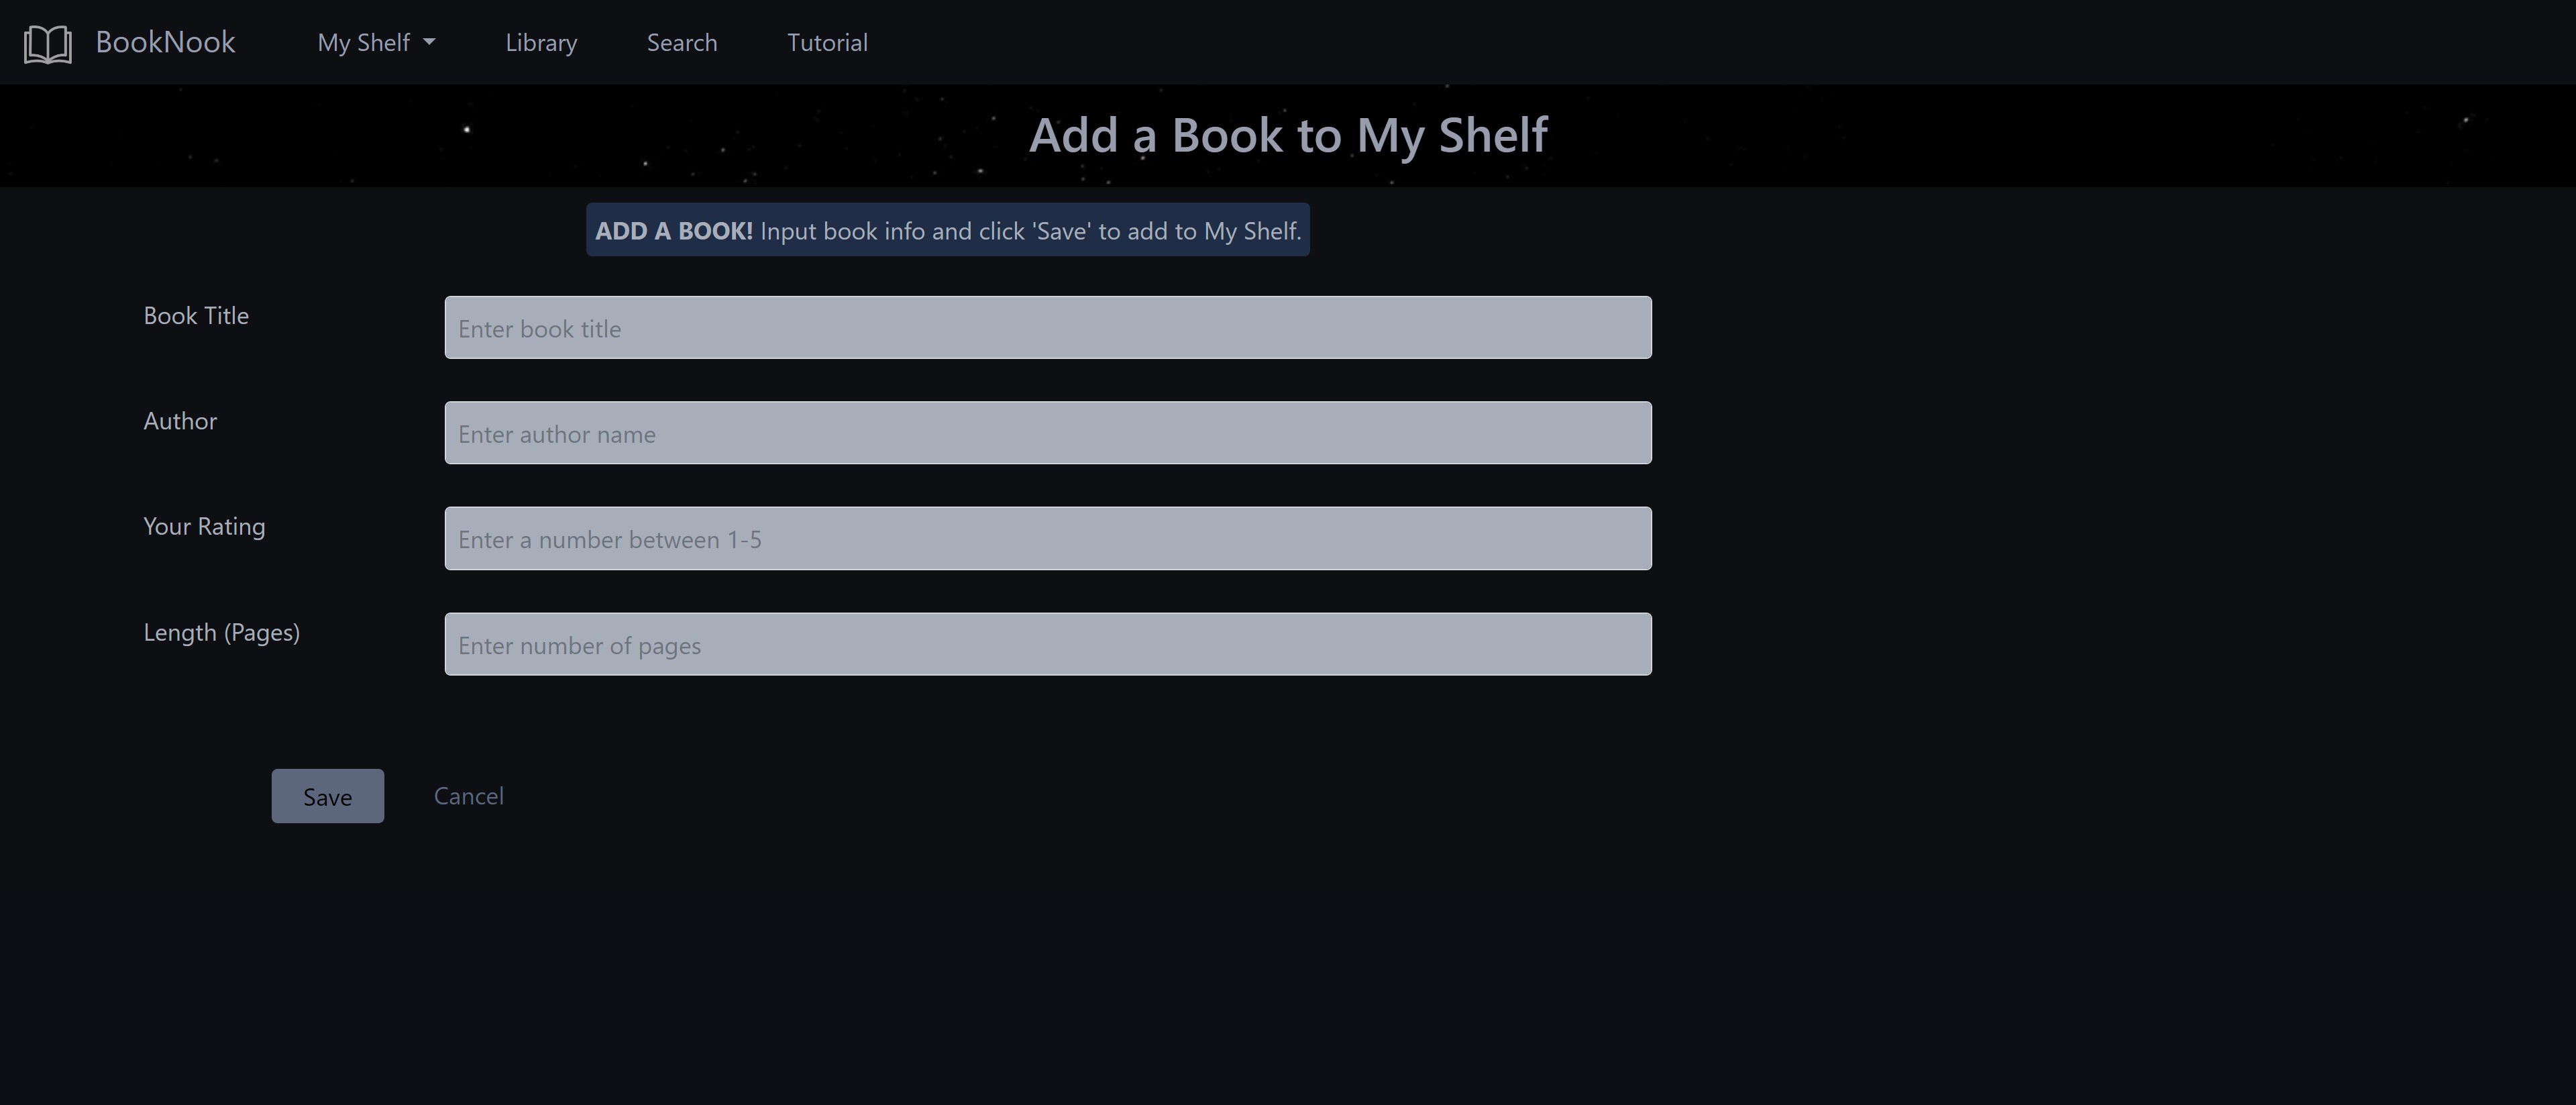 BookNook
My Shelf
Library
Search
Tutorial
Add a Book to My Shelf
ADD A BOOK! Input book info and click 'Save' to add to My Shelf.
Book Title
Enter book title
Author
Enter author name
Your Rating
Enter a number between 1-5
Length (Pages)
Enter number of pages
Save
Cancel